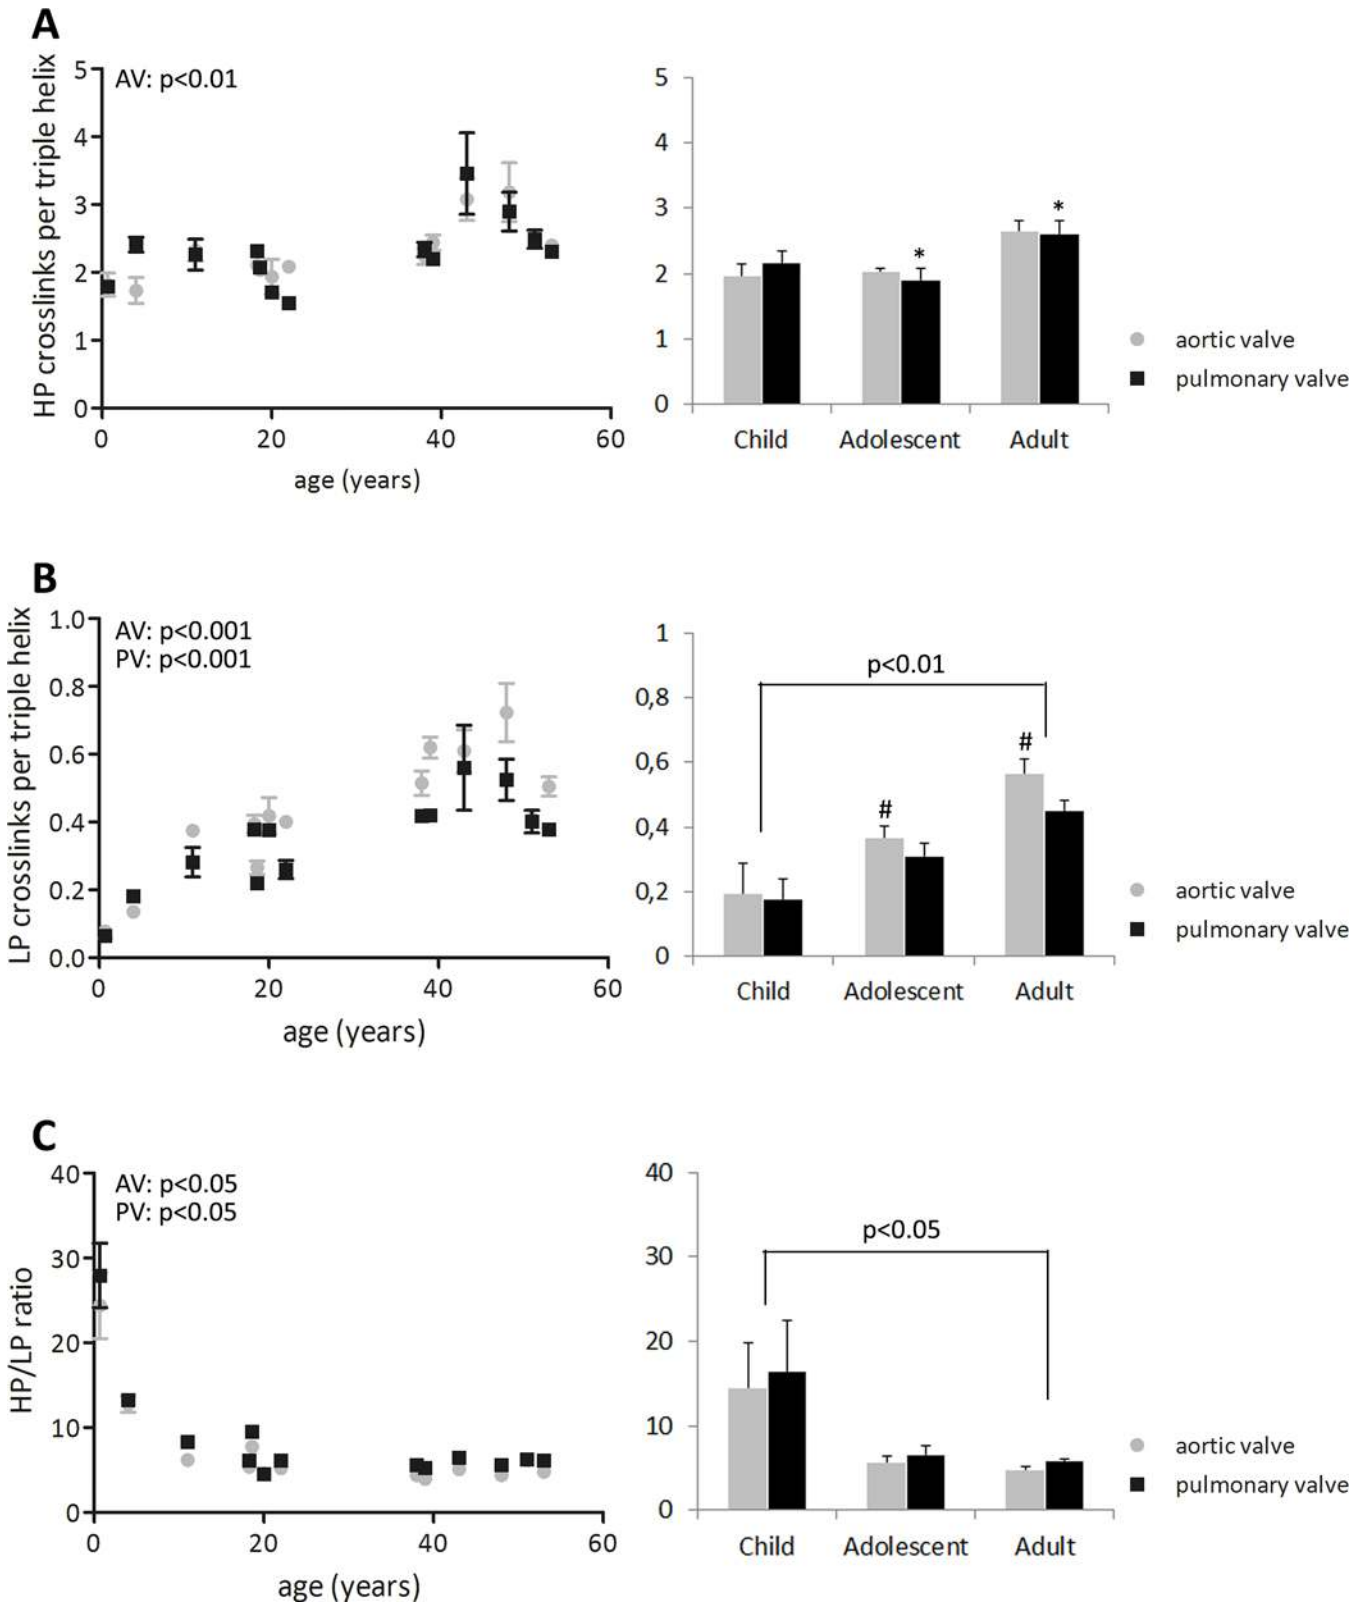 A
HP crosslinks per triple helix
AV: p<0.01
5
4
3
2
1
0
0 20 40 60
age (years)
5
4
3
2
1
0
*
*
Child Adolescent Adult
aortic valve
pulmonary valve
B
LP crosslinks per triple helix
AV: p<0.001
PV: p<0.001
1.0
0.8
0.6
0.4
0.2
0.0
0 20 40 60
age (years)
1
0,8
0,6
0,4
0,2
0
p<0.01
#
#
Child Adolescent Adult
aortic valve
pulmonary valve
C
HP/LP ratio
AV: p<0.05
PV: p<0.05
40
30
20
10
0
0 20 40 60
age (years)
40
30
20
10
0
p<0.05
Child Adolescent Adult
aortic valve
pulmonary valve